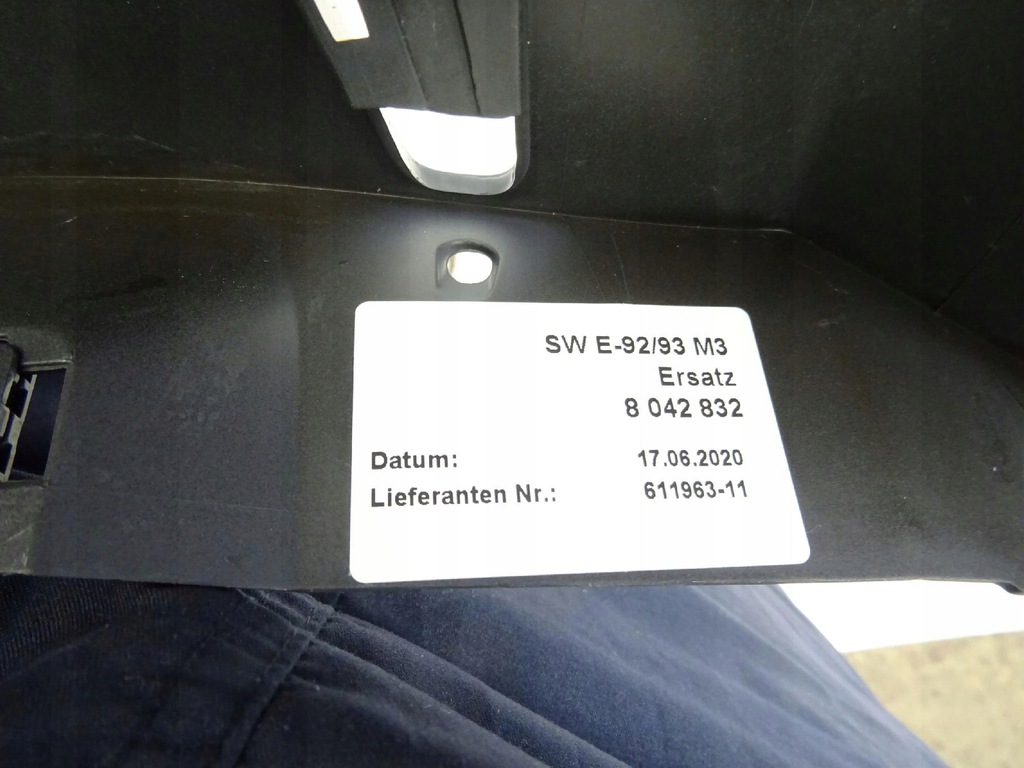 SW E-92/93 M3
Ersatz
8 042 832
Datum: 17.06.2020
Lieferanten Nr.: 611963-11